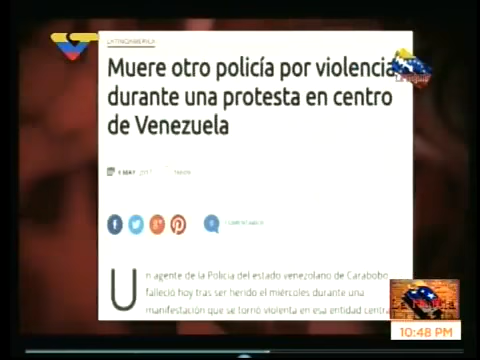 LATINOAMERICA
Muere otro policía por violencia
durante una protesta en centro
de Venezuela
Un agente de la Policía del estado venezolano de Carabobo
falleció hoy tras ser herido el miércoles durante una
manifestación que se tornó violenta en esa entidad
10:48 PM